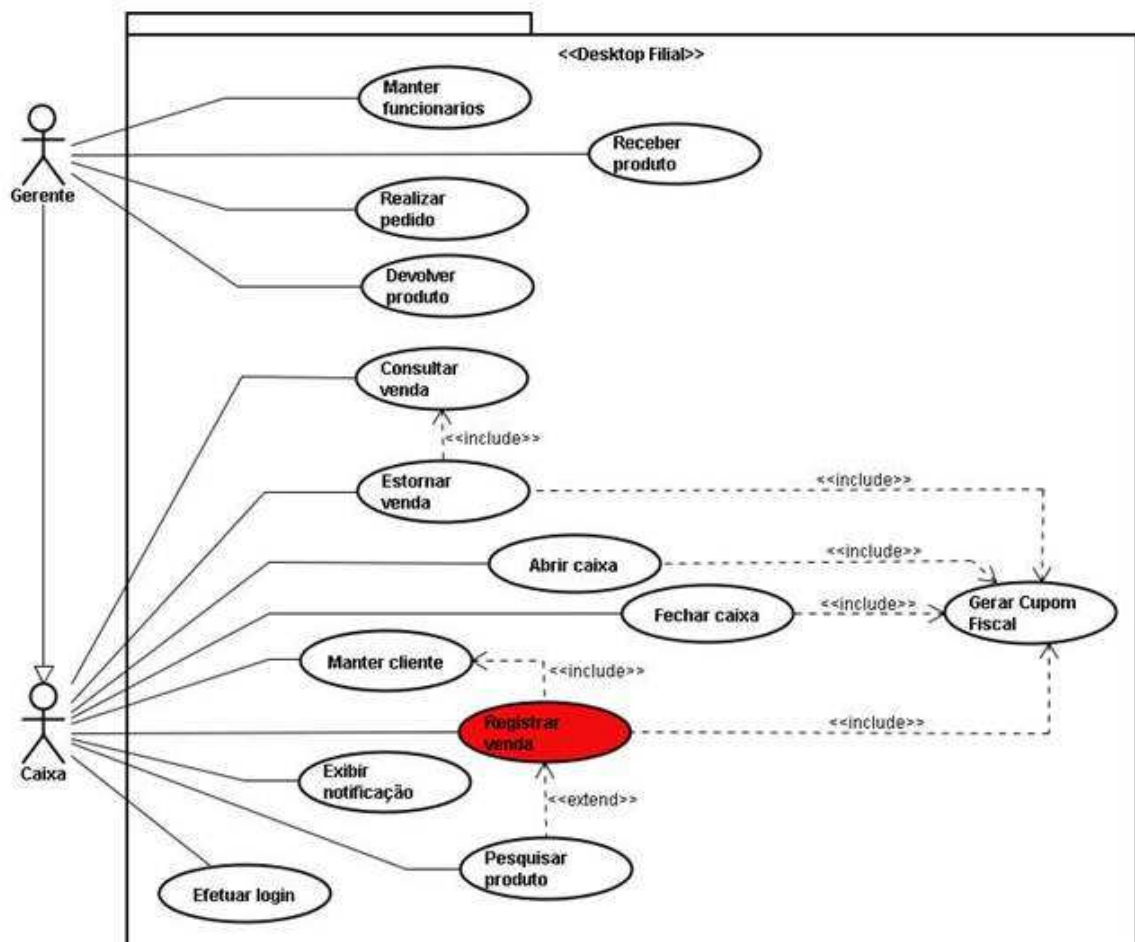 <<Desktop Filial>>
Manter
funcionarios
Receber
produto
Gerente
Realizar
pedido
Devolver
produto
Consultar
venda
<<include>>
Estornar
venda
<<include>>
Abrir caixa
<<include>>
Fechar caixa
<<include>>
Gerar Cupom
Fiscal
Manter cliente
<<include>>
Registrar
venda
<<include>>
Caixa
Exibir
notificação
<<extend>>
Pesquisar
produto
Efetuar login